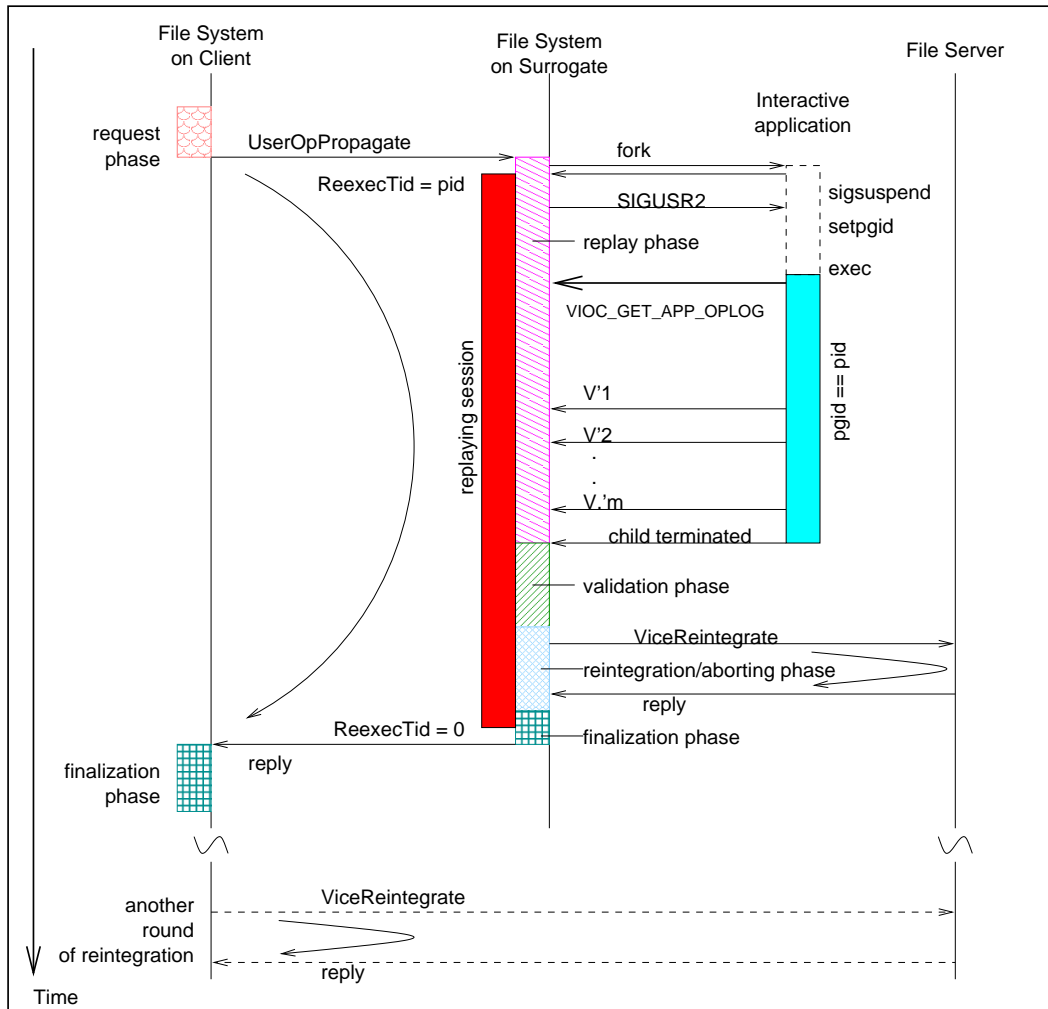 File System
on Client
File System
on Surrogate
File Server
Interactive
application
request
phase
UserOpPropagate
fork
ReexecTid = pid
SIGUSR2
sigsuspend
setpgid
replay phase
exec
VIOC_GET_APP_OPLOG
replaying session
pgid == pid
V'1
V'2
.
.
V.'m
child terminated
validation phase
ViceReintegrate
reintegration/aborting phase
reply
ReexecTid = 0
finalization phase
reply
finalization
phase
another
round
of reintegration
ViceReintegrate
reply
Time